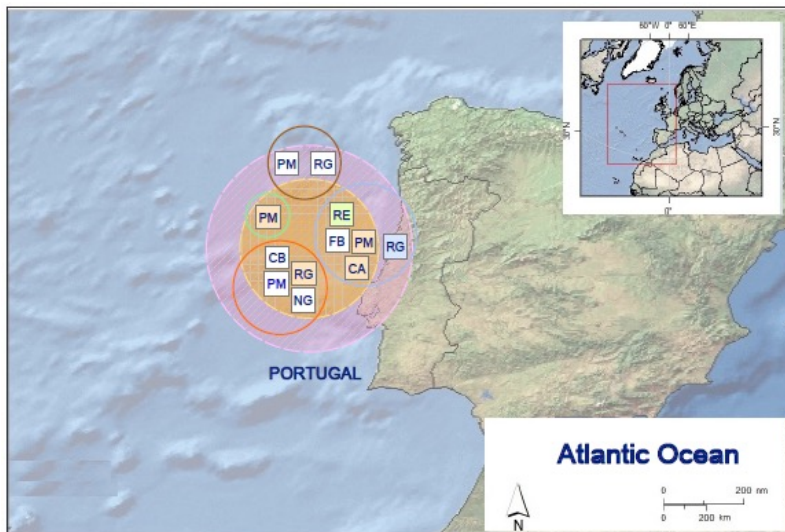 60°W 0° 60°E
30°N
30°N
0°
PM RG
PM
RE
FB PM RG
CB
CA
RG
PM
NG
PORTUGAL
Atlantic Ocean
0 200 nm
0 200 km
N